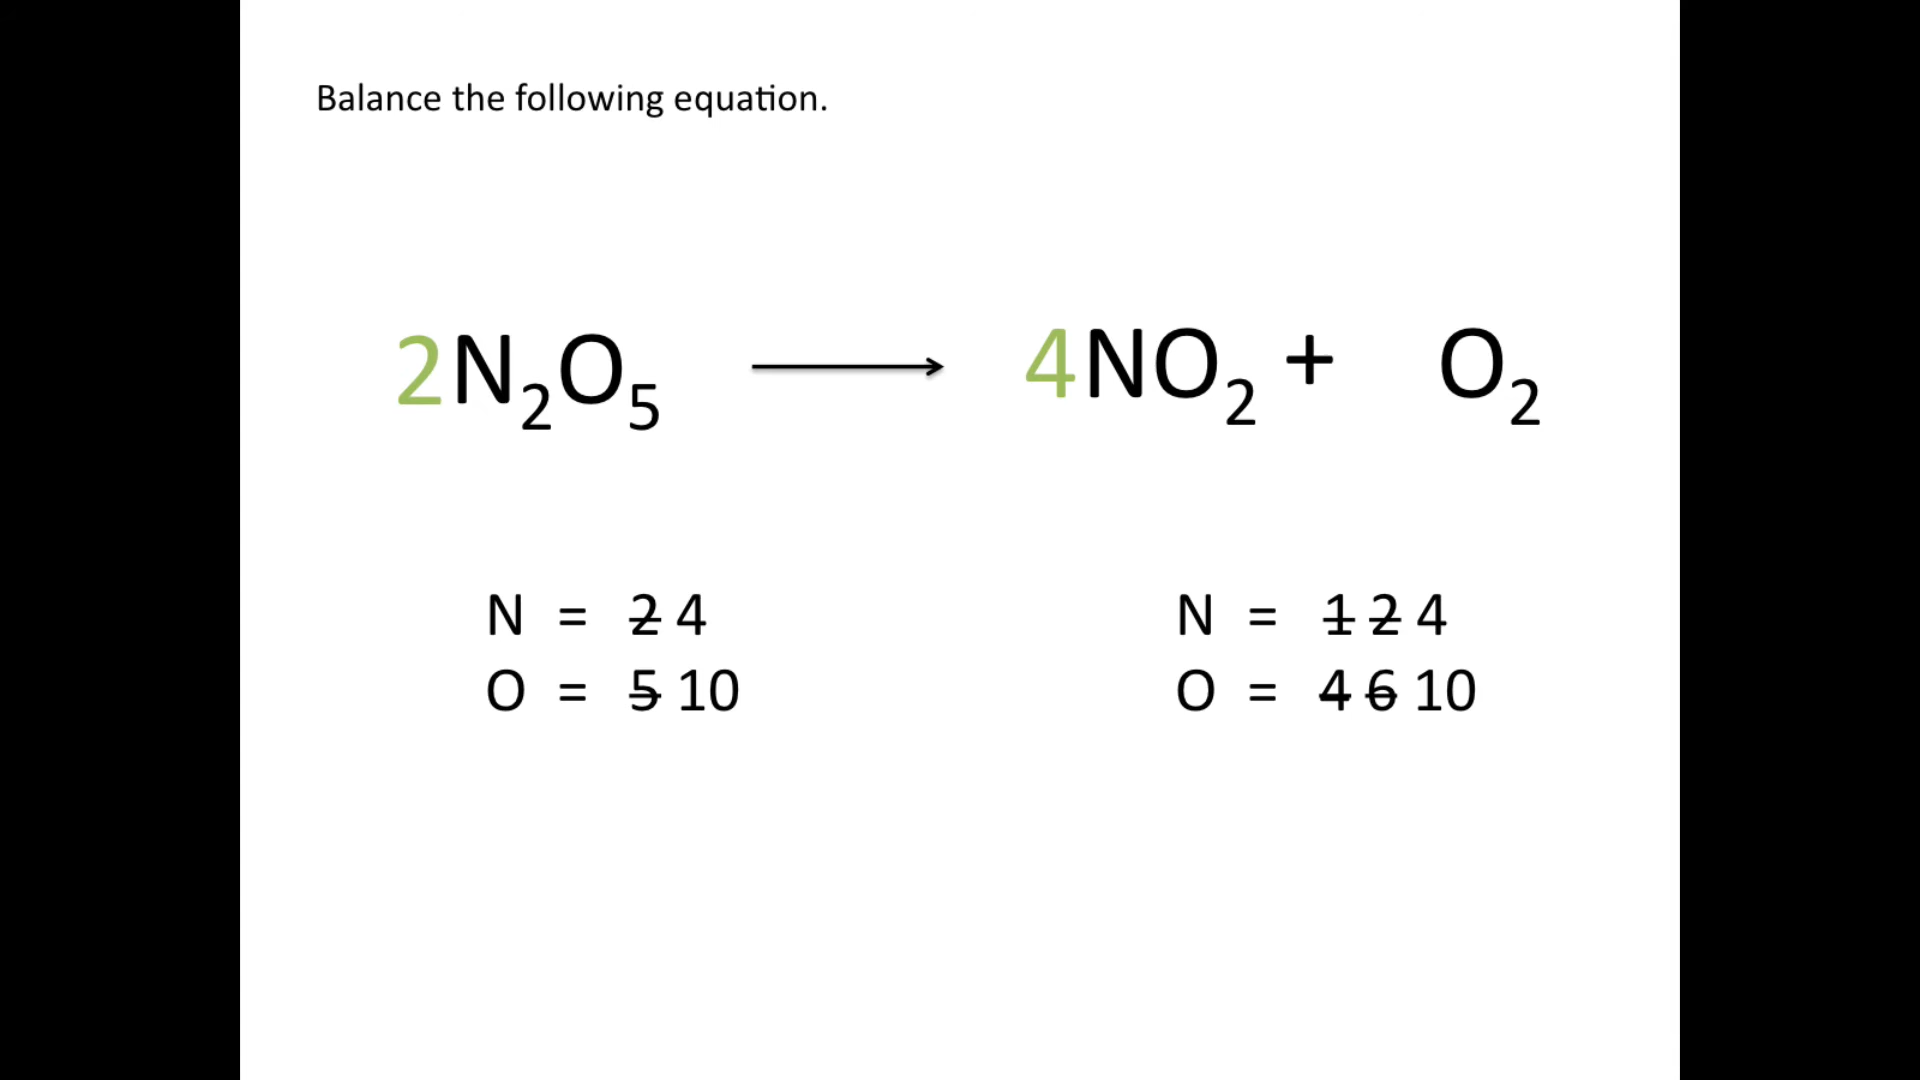 Balance the following equation.
2N₂O₅ ⟶ 4NO₂ + O₂
N = ~~2~~ 4 N = ~~1~~ ~~2~~ 4
O = ~~5~~ 10 O = ~~4~~ ~~6~~ 10